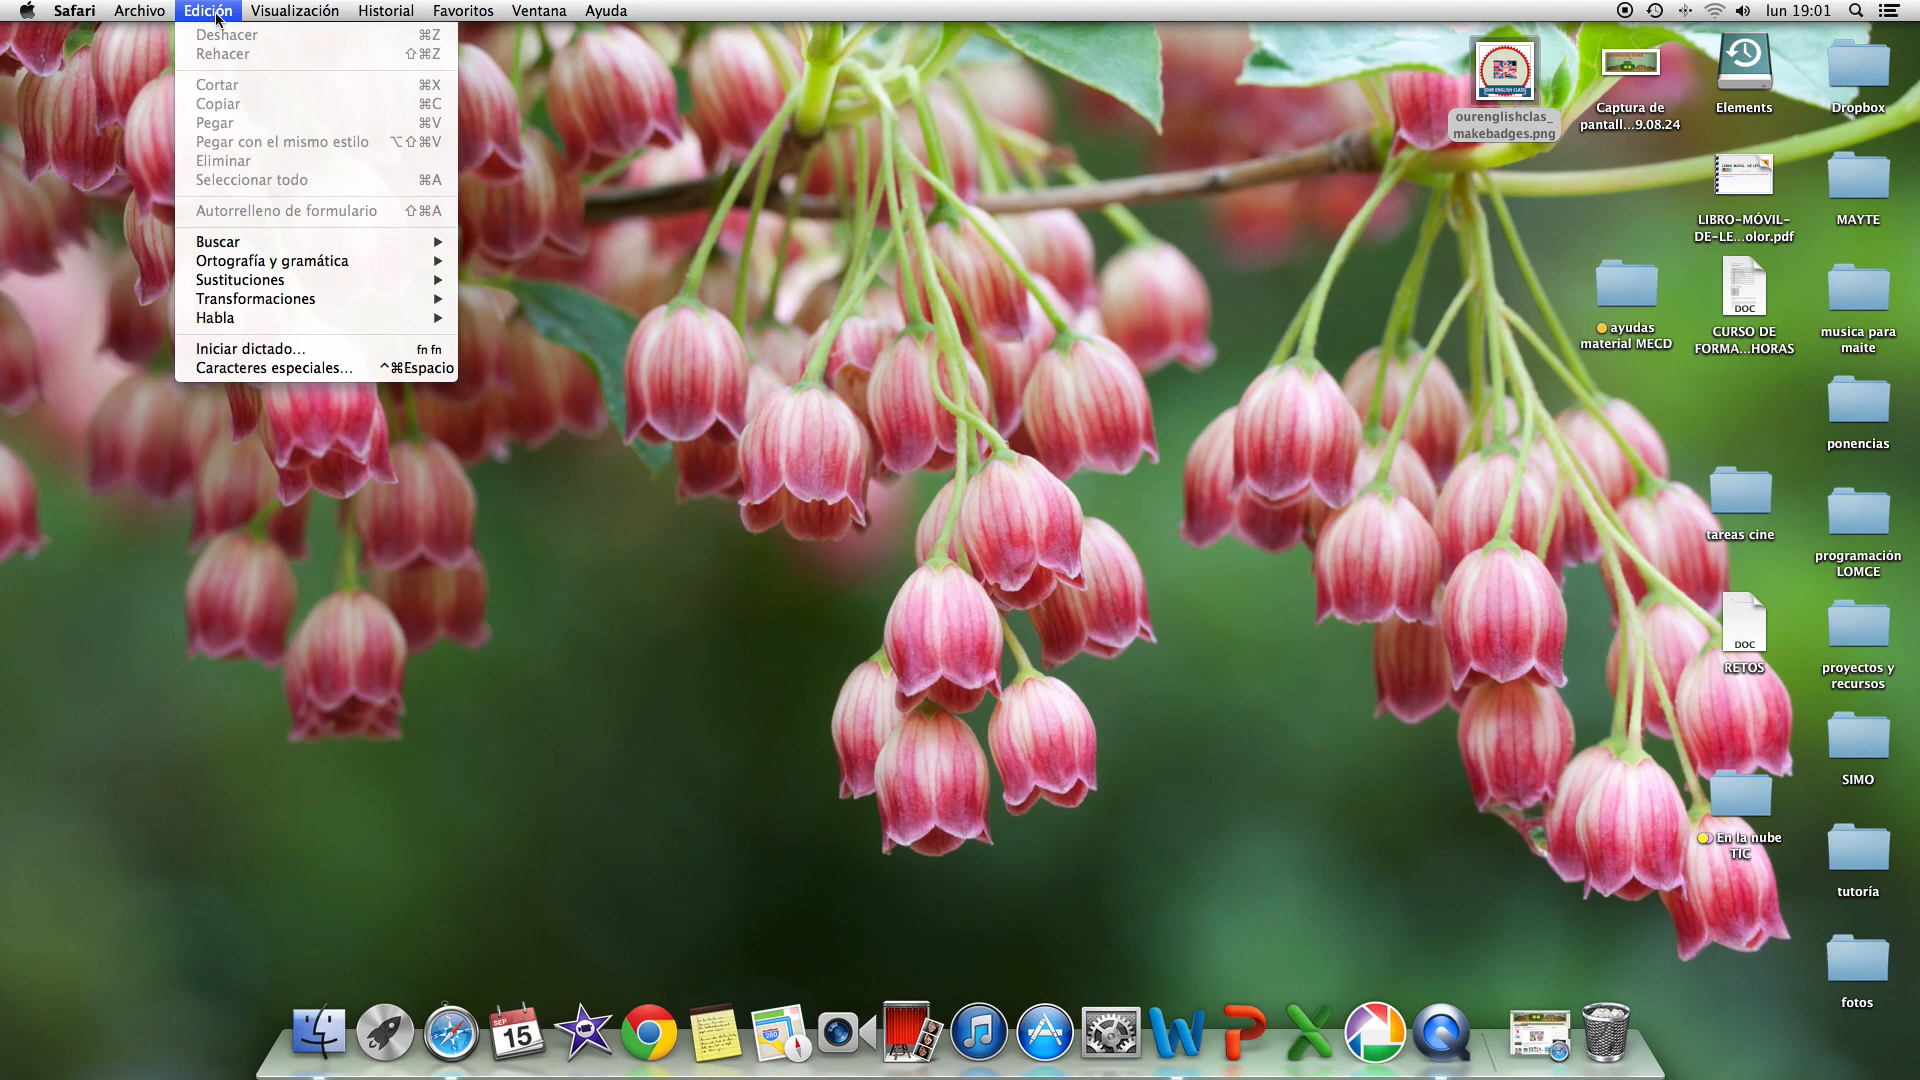 Safari Archivo Edición Visualización Historial Favoritos Ventana Ayuda lun 19:01
Deshacer ⌘Z
Rehacer ⇧⌘Z
Cortar ⌘X
Copiar ⌘C
Pegar ⌘V
Pegar con el mismo estilo ⌥⇧⌘V
Eliminar
Seleccionar todo ⌘A
Autorrelleno de formulario ⇧⌘A
Buscar
Ortografía y gramática
Sustituciones
Transformaciones
Habla
Iniciar dictado... fn fn
Caracteres especiales... ^⌘Espacio
OUR ENGLISH CLASS
ourenglishclas_
makebadges.png
Captura de
pantall...9.08.24
Elements
Dropbox
LIBRO-MÓVIL-
DE-LE...olor.pdf
MAYTE
ayudas
material MECD
DOC
CURSO DE
FORMA...HORAS
musica para
maite
ponencias
tareas cine
programación
LOMCE
DOC
RETOS
proyectos y
recursos
SIMO
En la nube
TIC
tutoría
fotos
SEP
15
280